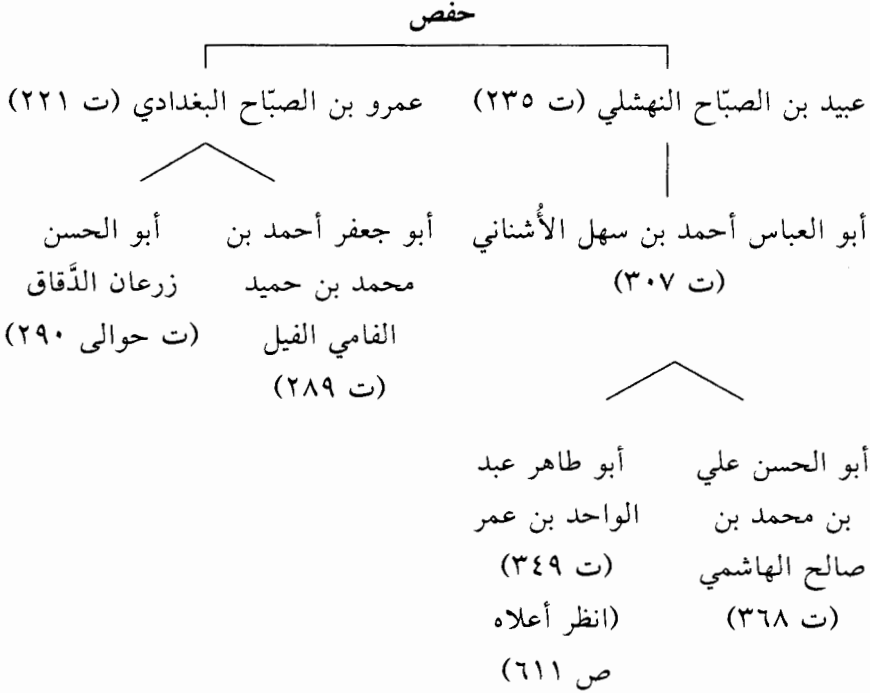 حفص
عبيد بن الصبّاح النهشلي (ت ٢٣٥)
عمرو بن الصبّاح البغدادي (ت ٢٢١)
أبو العباس أحمد بن سهل الأُشناني
(ت ٣٠٧)
أبو جعفر أحمد بن
محمد بن حميد
الفامي الفيل
(ت ٢٨٩)
أبو الحسن
زرعان الدَّقاق
(ت حوالى ٢٩٠)
أبو الحسن علي
بن محمد بن
صالح الهاشمي
(ت ٣٦٨)
أبو طاهر عبد
الواحد بن عمر
(ت ٣٤٩)
(انظر أعلاه
ص ٦١١)